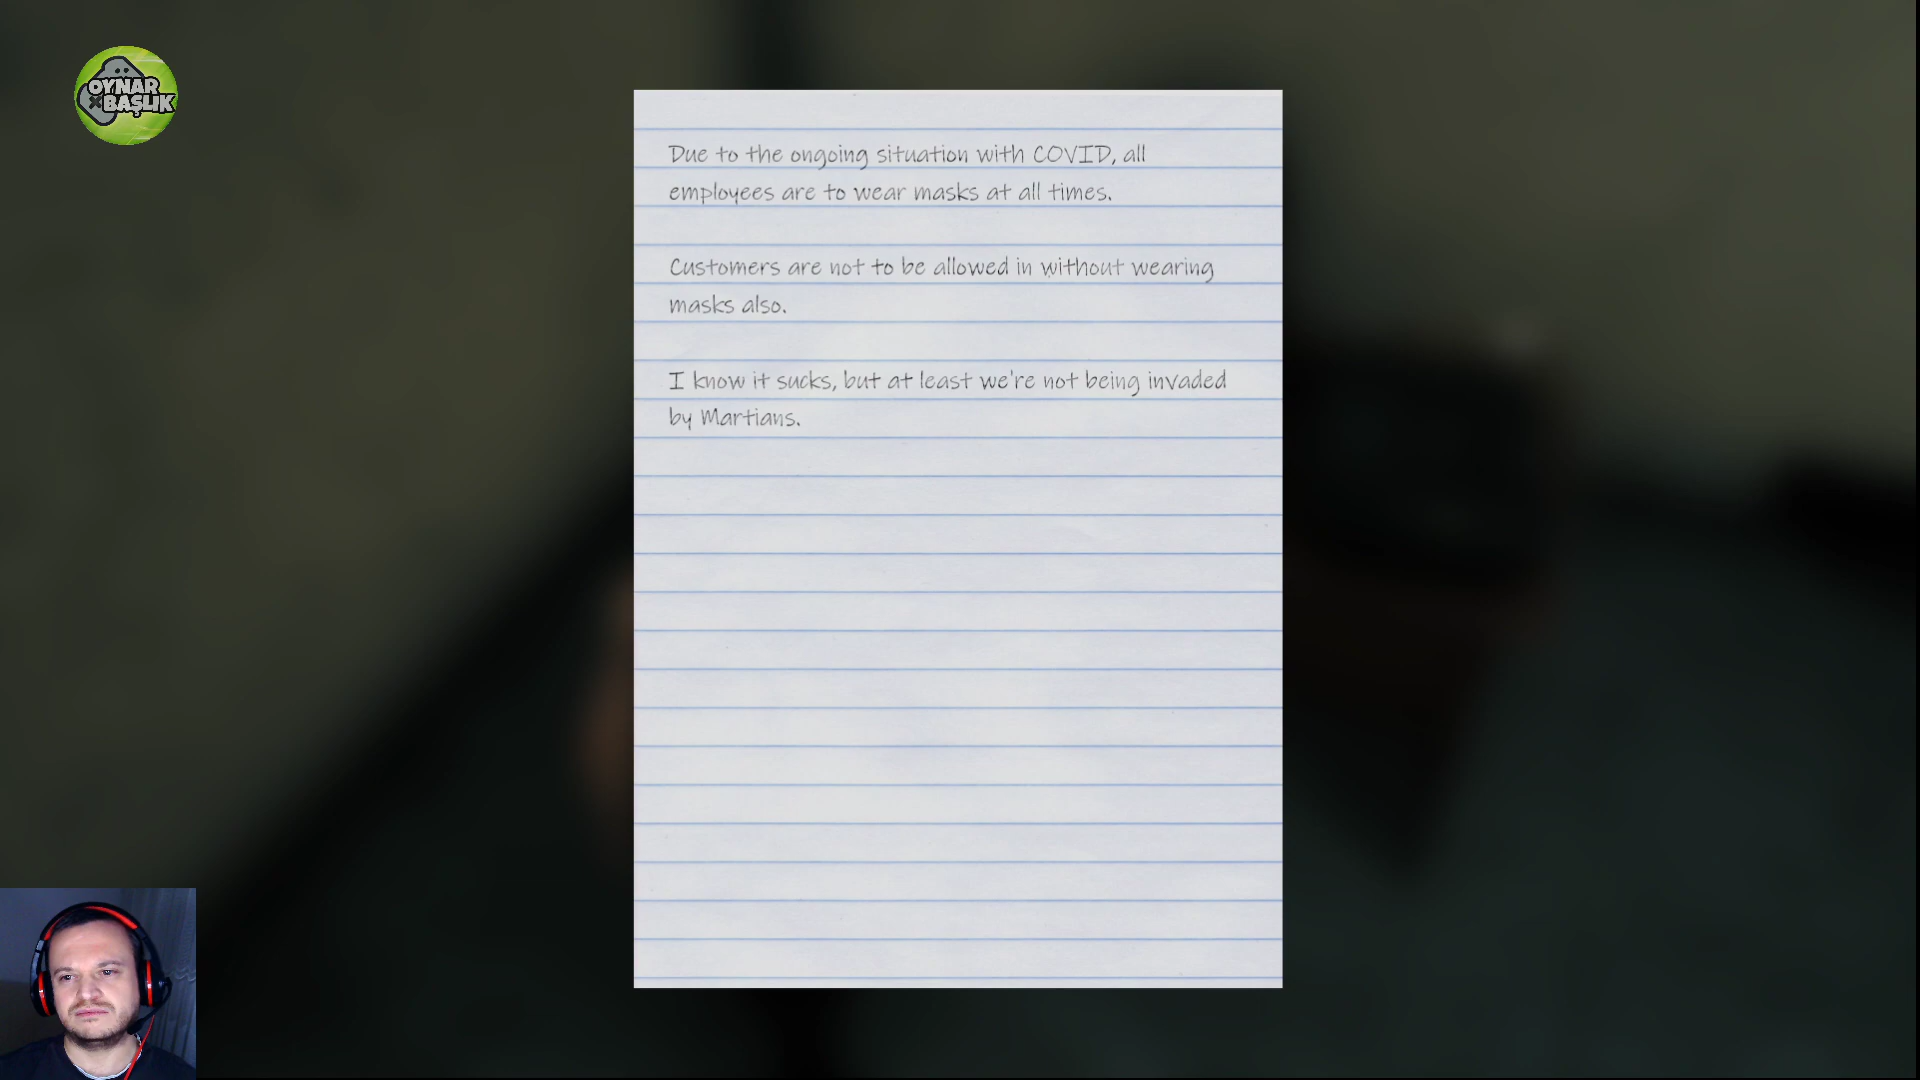 OYNAR
BAŞLIK
Due to the ongoing situation with COVID, all
employees are to wear masks at all times.
Customers are not to be allowed in without wearing
masks also.
I know it sucks, but at least we're not being invaded
by Martians.